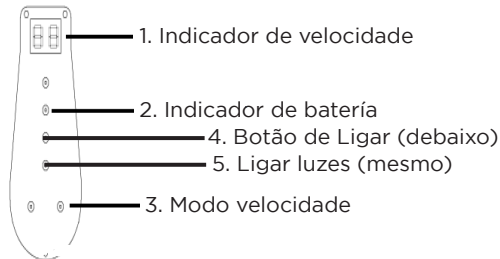 88
1. Indicador de velocidade
2. Indicador de batería
4. Botão de Ligar (debaixo)
5. Ligar luzes (mesmo)
3. Modo velocidade